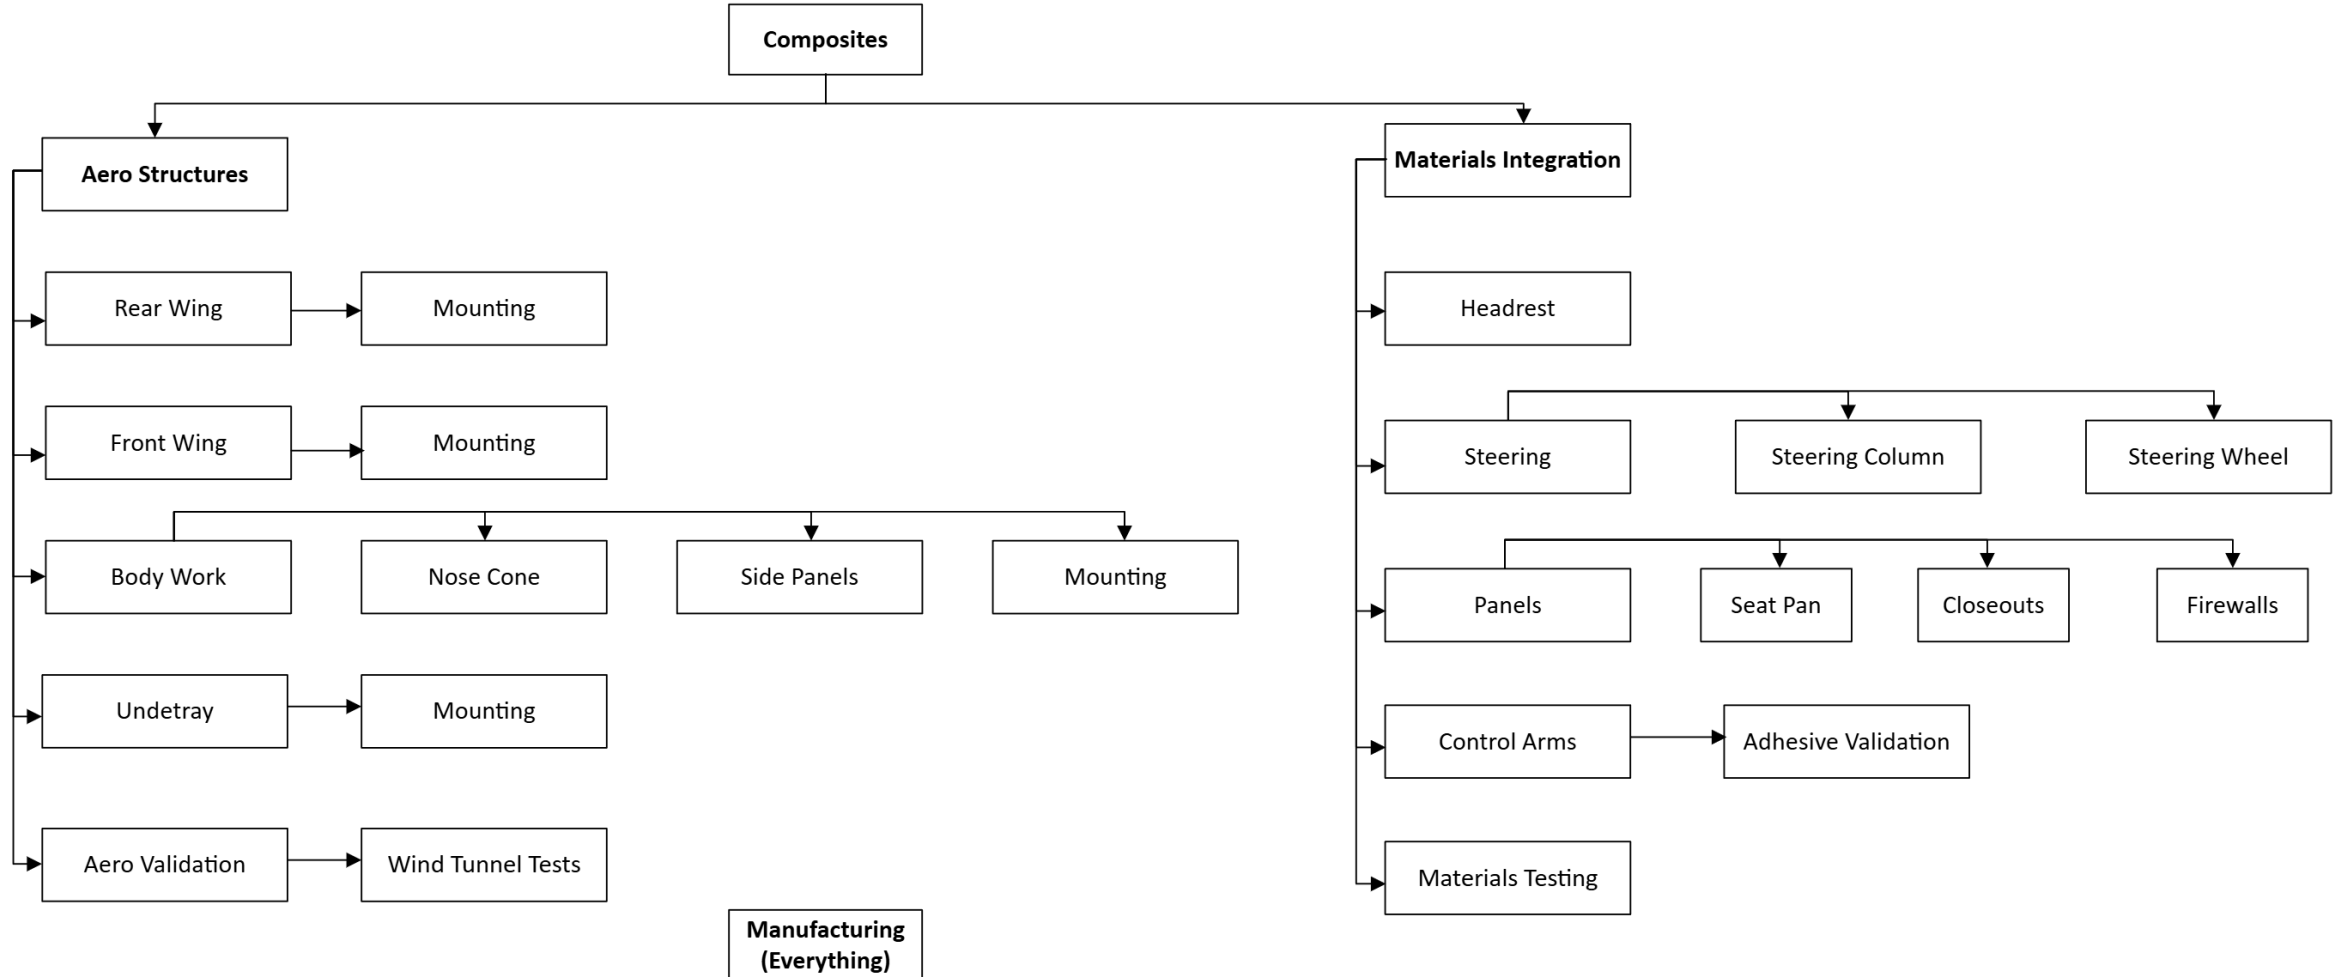 Composites
Aero Structures
Materials Integration
Rear Wing
Mounting
Headrest
Front Wing
Mounting
Steering
Steering Column
Steering Wheel
Body Work
Nose Cone
Side Panels
Mounting
Panels
Seat Pan
Closeouts
Firewalls
Undetray
Mounting
Control Arms
Adhesive Validation
Aero Validation
Wind Tunnel Tests
Materials Testing
Manufacturing
(Everything)